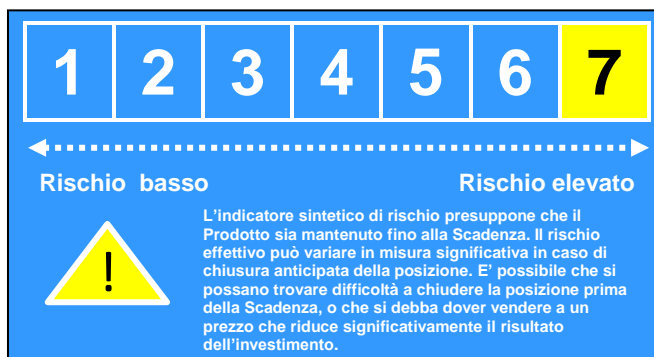 1 2 3 4 5 6 7
Rischio basso Rischio elevato
L'indicatore sintetico di rischio presuppone che il
Prodotto sia mantenuto fino alla Scadenza. Il rischio
effettivo può variare in misura significativa in caso di
chiusura anticipata della posizione. E' possibile che si
possano trovare difficoltà a chiudere la posizione prima
della Scadenza, o che si debba dover vendere a un
prezzo che riduce significativamente il risultato
dell'investimento.
!